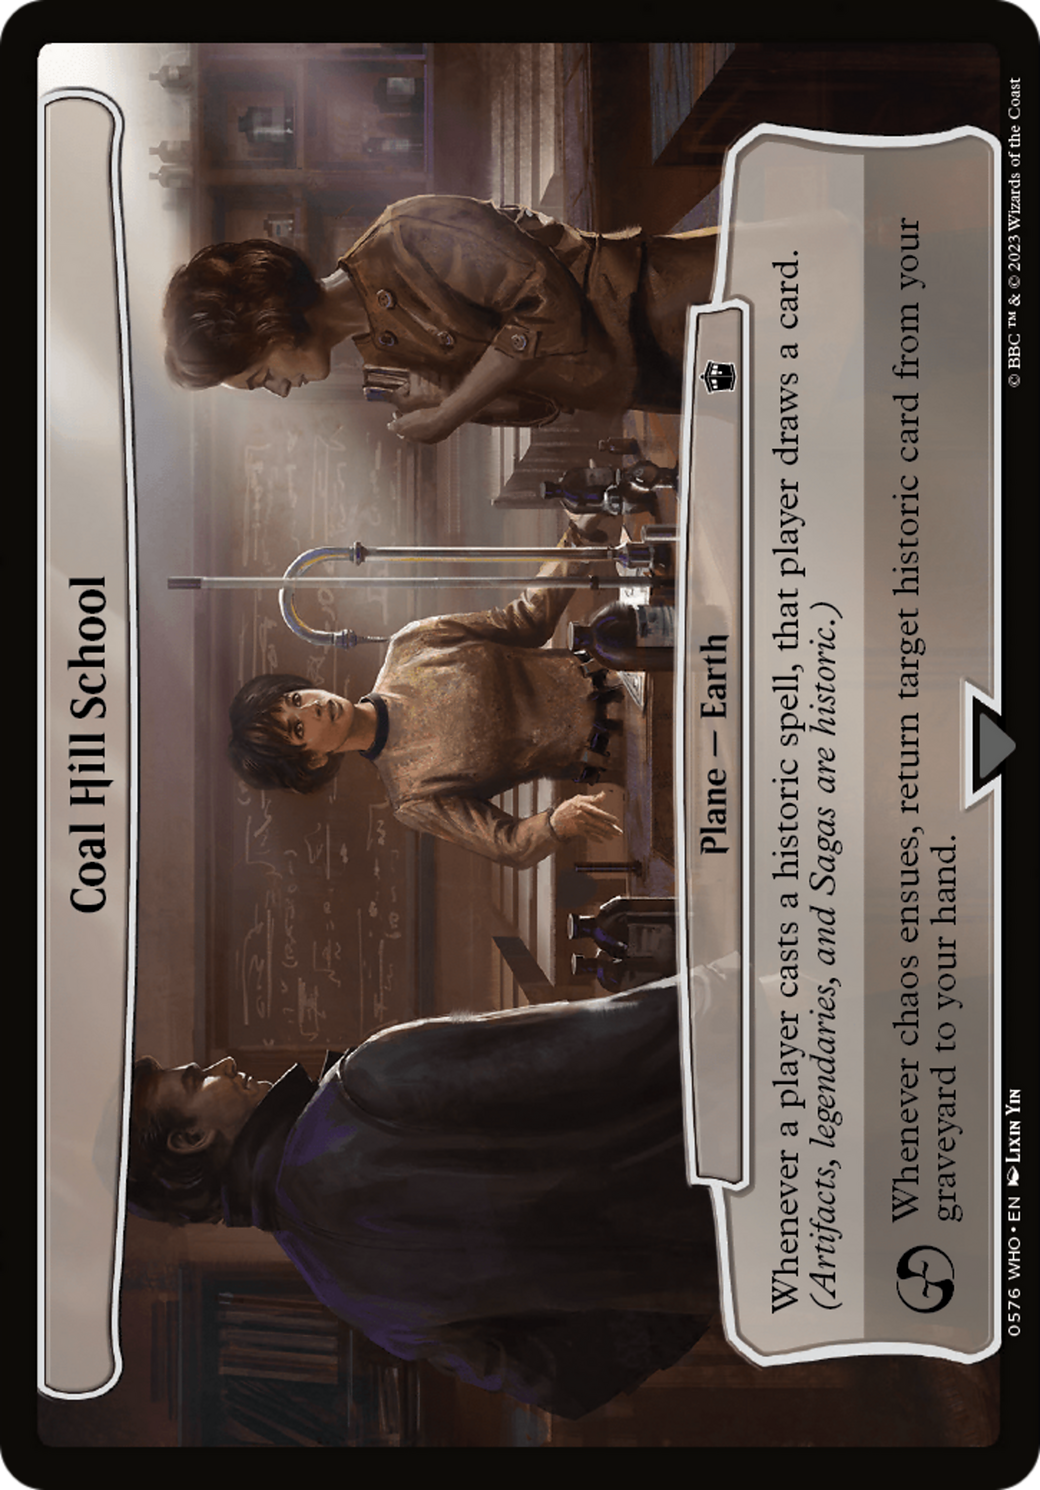 Coal Hill School
Plane — Earth
Whenever a player casts a historic spell, that player draws a card.
(Artifacts, legendaries, and Sagas are historic.)
Whenever chaos ensues, return target historic card from your
graveyard to your hand.
0576 WHO • EN LIXIN YIN
© BBC ™ & © 2023 Wizards of the Coast